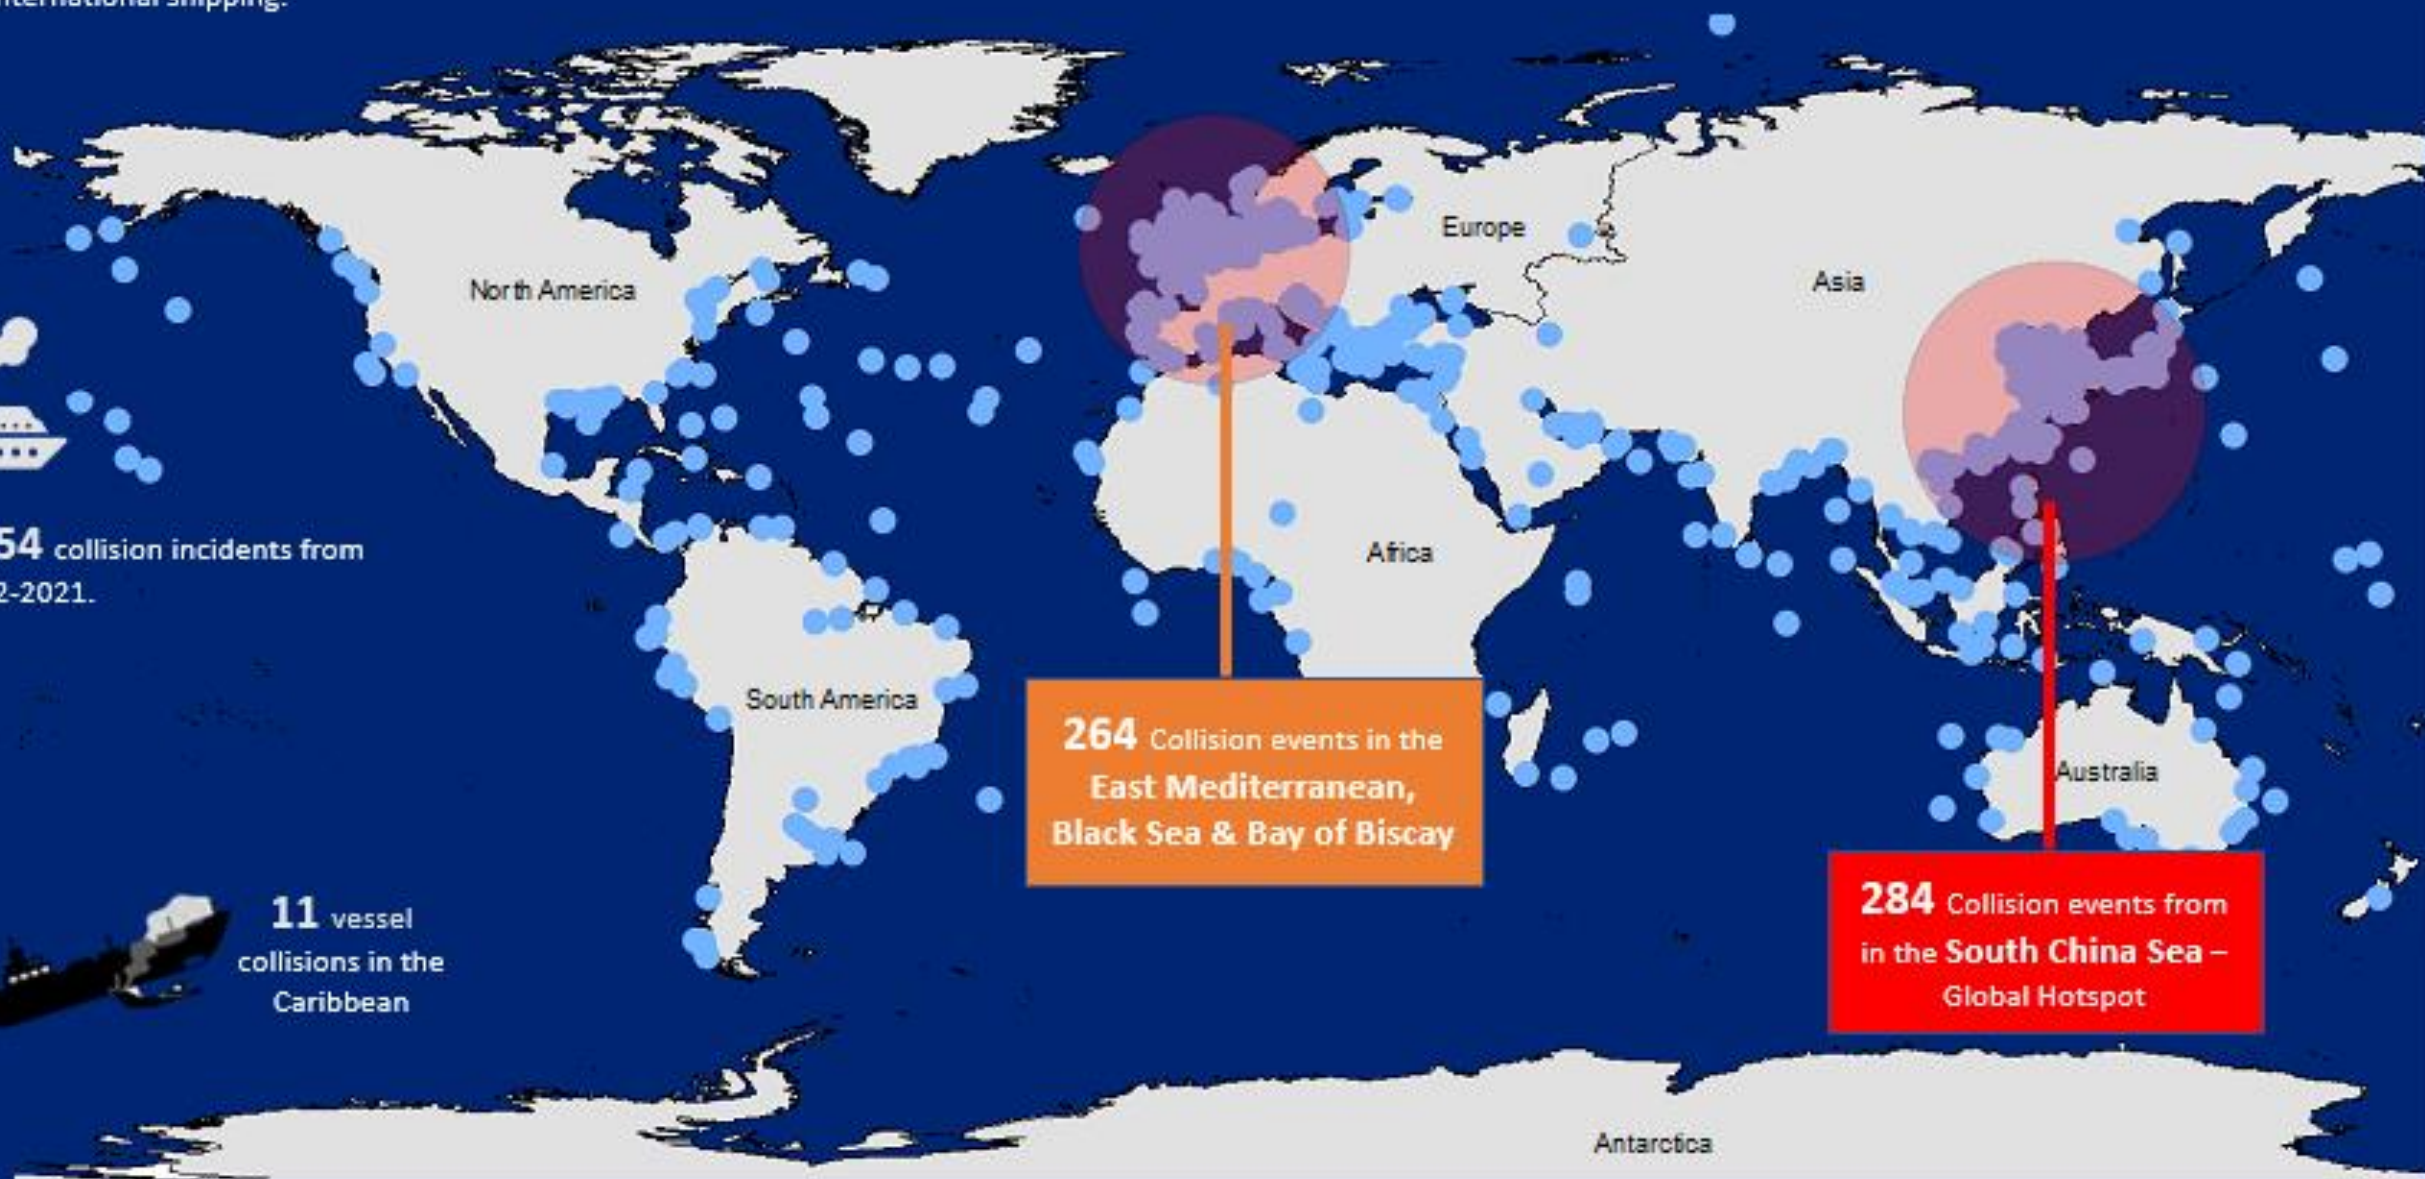 international shipping.
North America
Europe
Asia
Africa
South America
Australia
Antarctica
54 collision incidents from
2-2021.
264 Collision events in the
East Mediterranean,
Black Sea & Bay of Biscay
11 vessel
collisions in the
Caribbean
284 Collision events from
in the South China Sea –
Global Hotspot